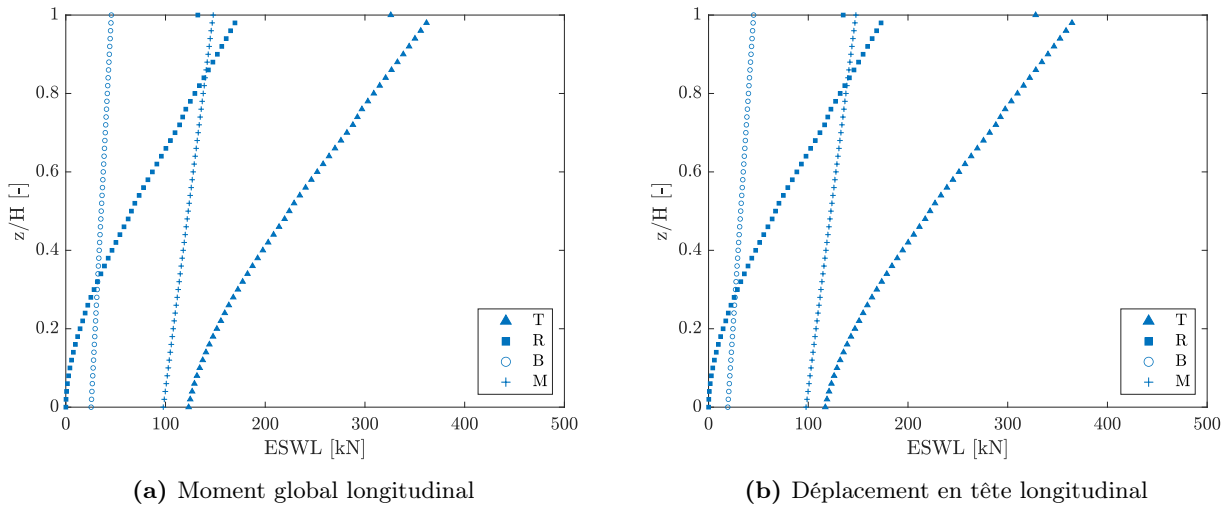 1
0.8
0.6
0.4
0.2
0
z/H [-]
0 100 200 300 400 500
ESWL [kN]
T
R
B
M
(a) Moment global longitudinal
1
0.8
0.6
0.4
0.2
0
z/H [-]
0 100 200 300 400 500
ESWL [kN]
T
R
B
M
(b) Déplacement en tête longitudinal